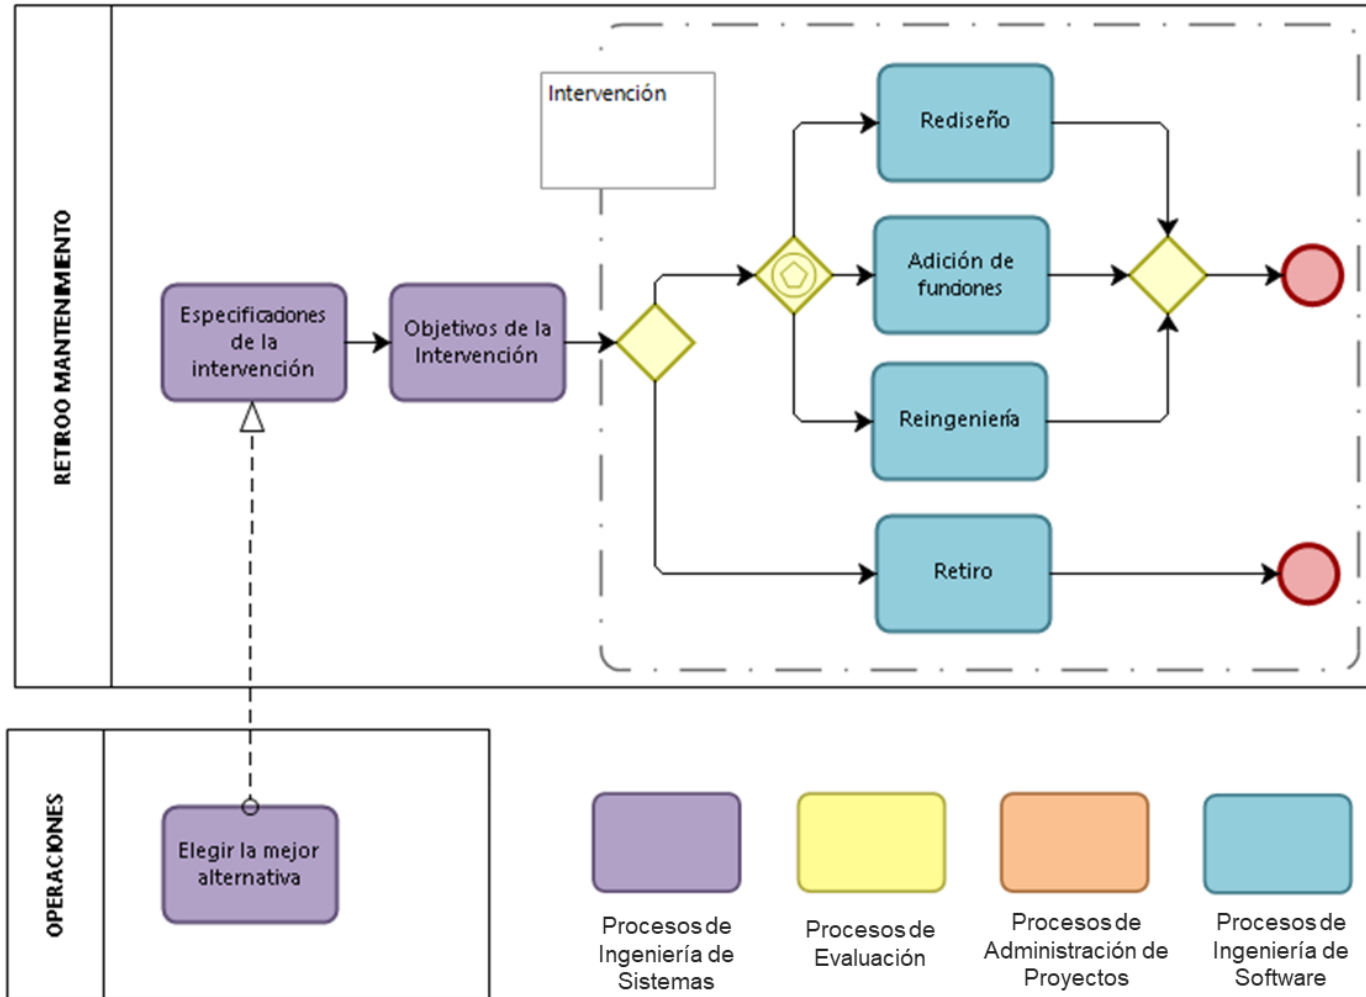 RETIROO MANTENIMIENTO
Intervención
Rediseño
Adición de
funciones
Reingeniería
Retiro
Especificaciones
de la
intervención
Objetivos de la
Intervención
OPERACIONES
Elegir la mejor
alternativa
Procesos de
Ingeniería de
Sistemas
Procesos de
Evaluación
Procesos de
Administración de
Proyectos
Procesos de
Ingeniería de
Software